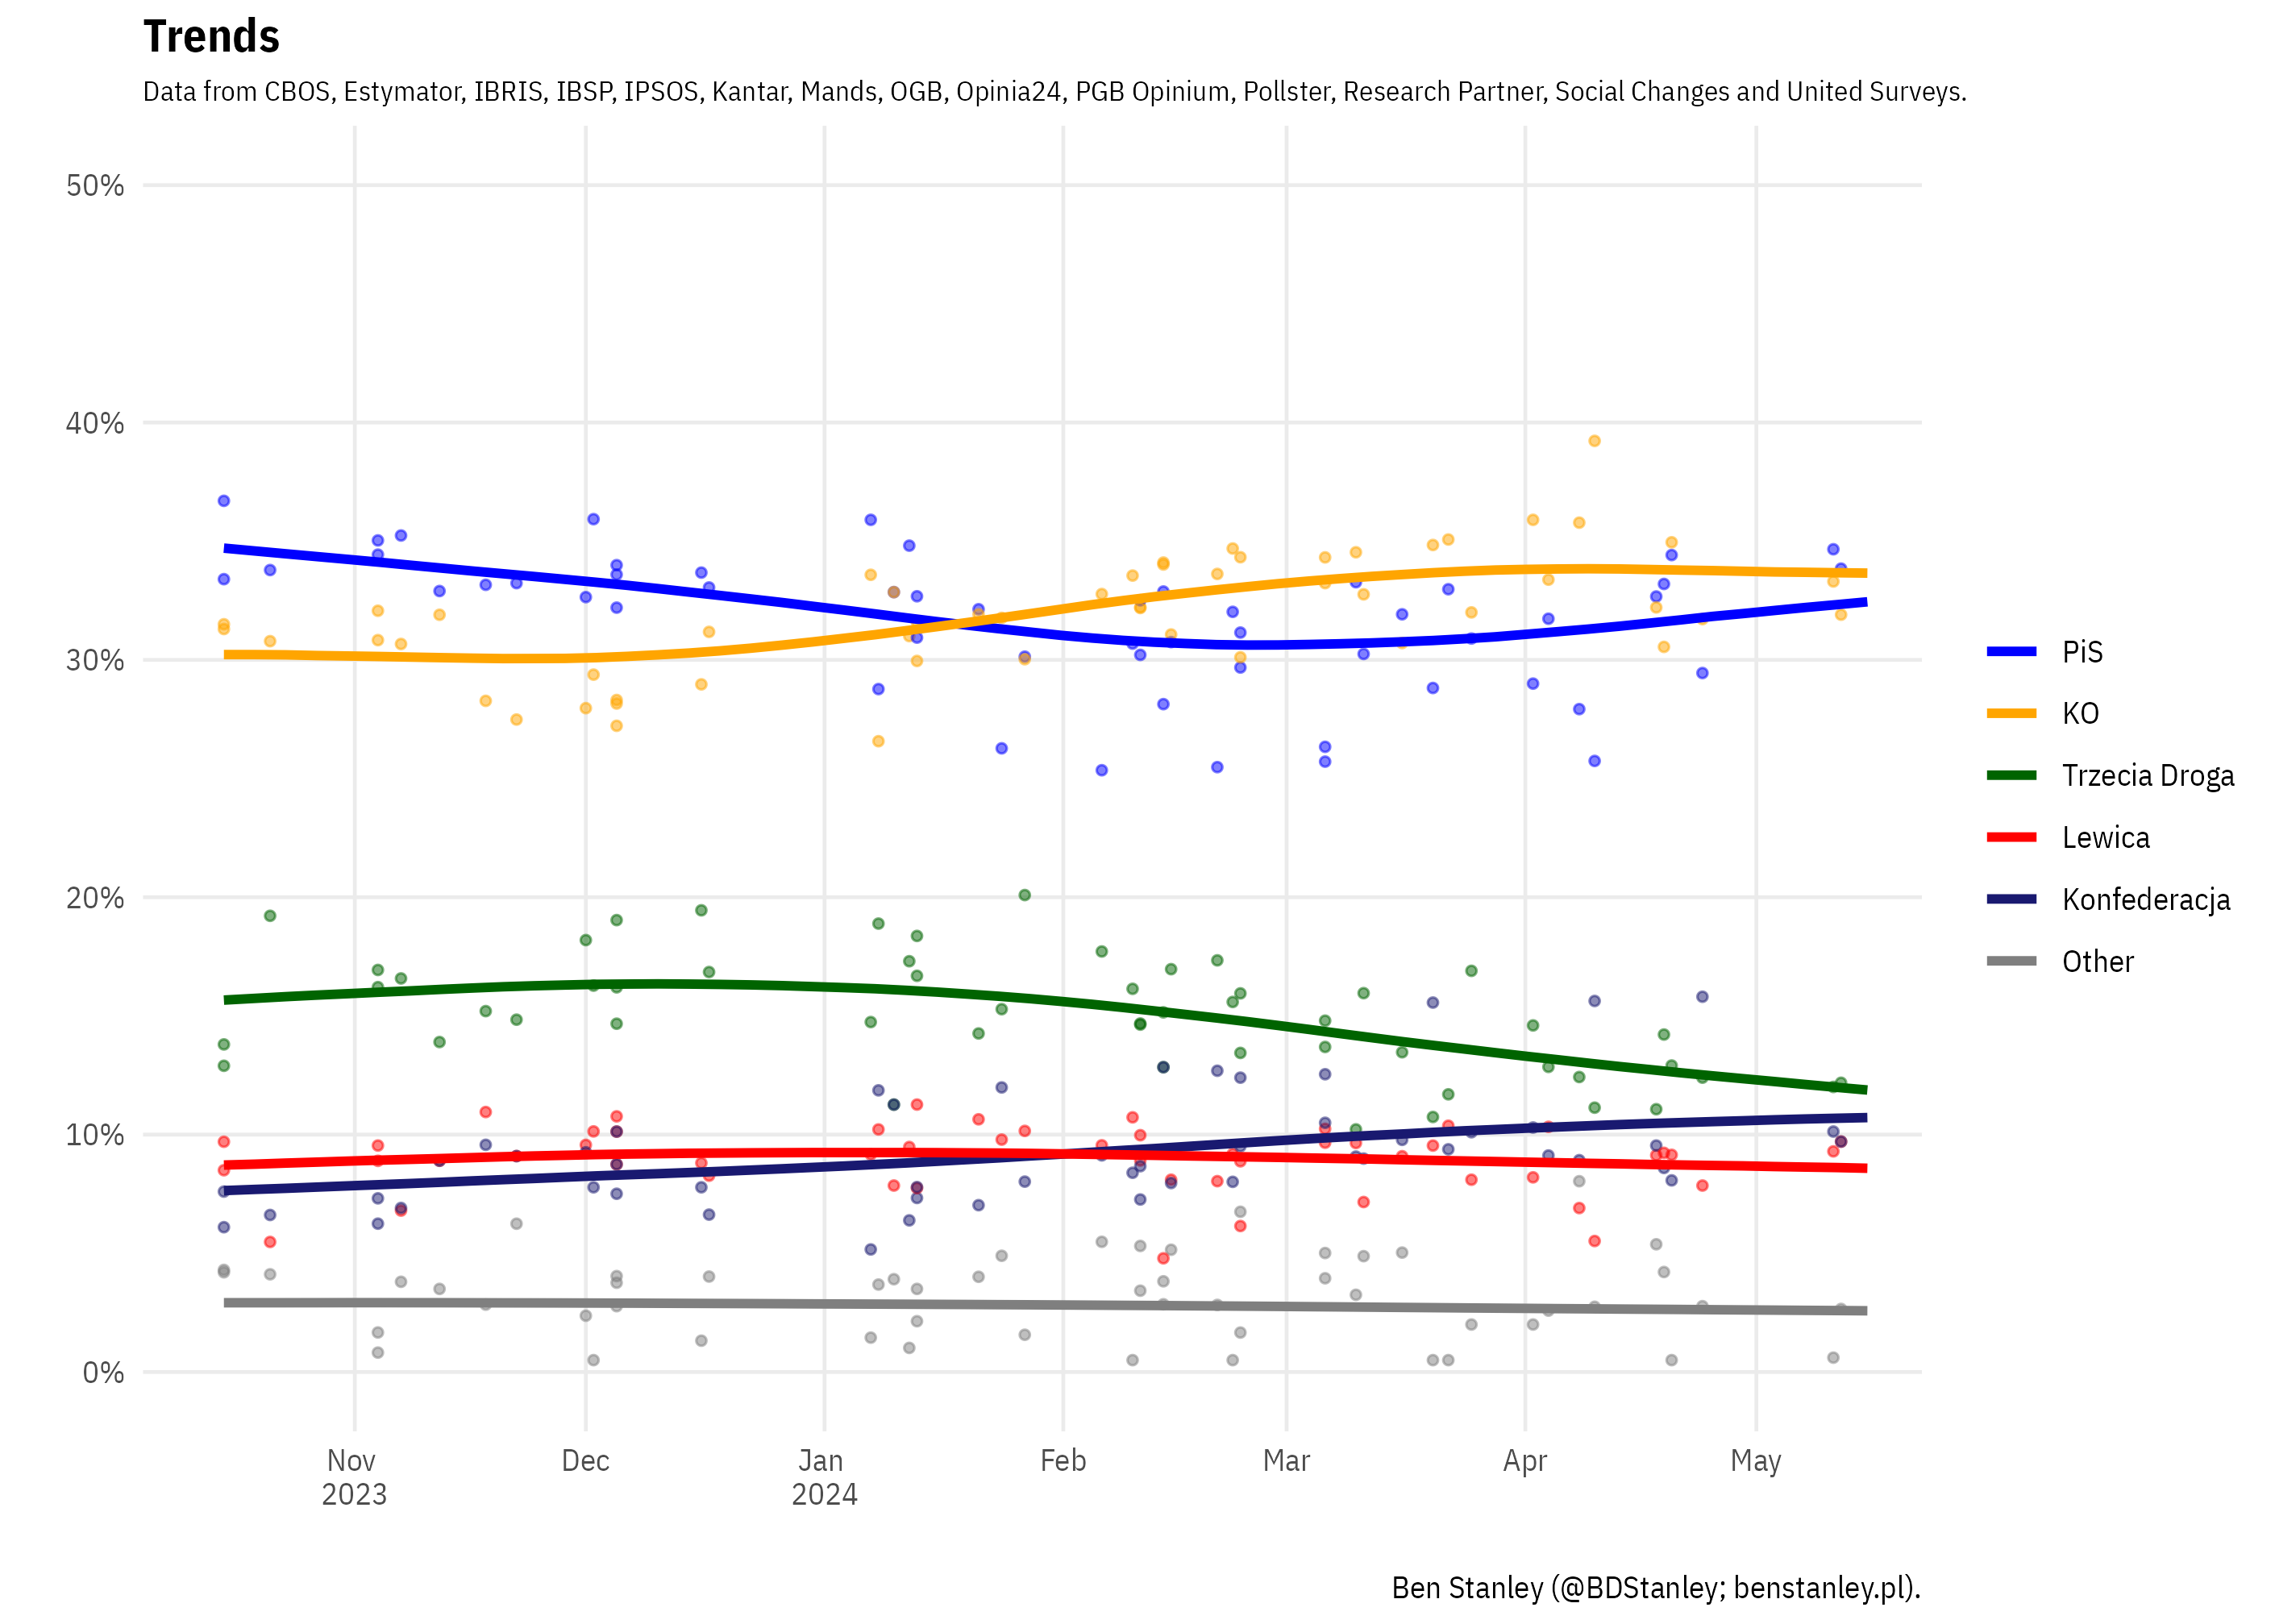 Trends
Data from CBOS, Estymator, IBRIS, IBSP, IPSOS, Kantar, Mands, OGB, Opinia24, PGB Opinium, Pollster, Research Partner, Social Changes and United Surveys.
50%
40%
30%
20%
10%
0%
Nov
2023
Dec
Jan
2024
Feb
Mar
Apr
May
PiS
KO
Trzecia Droga
Lewica
Konfederacja
Other
Ben Stanley (@BDStanley; benstanley.pl).